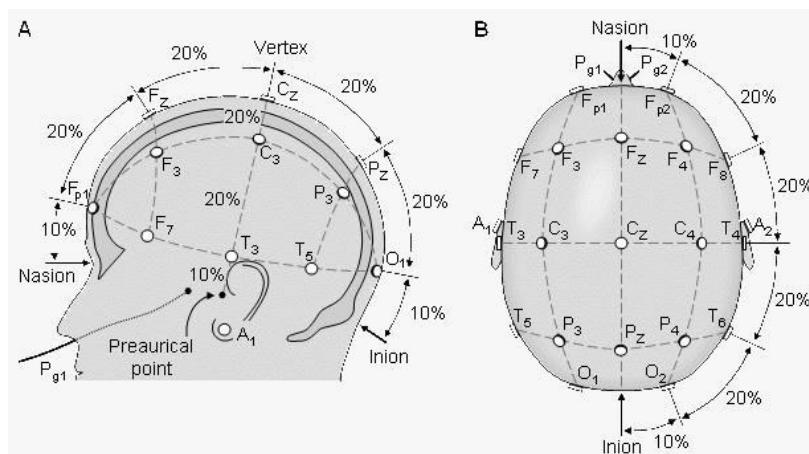 A
20%
Vertex
20%
Fz
Cz
20%
20%
F3
C3
Pz
20%
Fp1
20%
P3
20%
10%
F7
T3
T5
O1
Nasion
10%
10%
A1
Preaurical
point
Inion
Pg1
B
Nasion
10%
Pg1
Pg2
Fp1
Fp2
20%
F7
F3
Fz
F4
F8
20%
A1
T3
C3
Cz
C4
T4
A2
20%
T5
P3
Pz
P4
T6
O1
O2
20%
10%
Inion